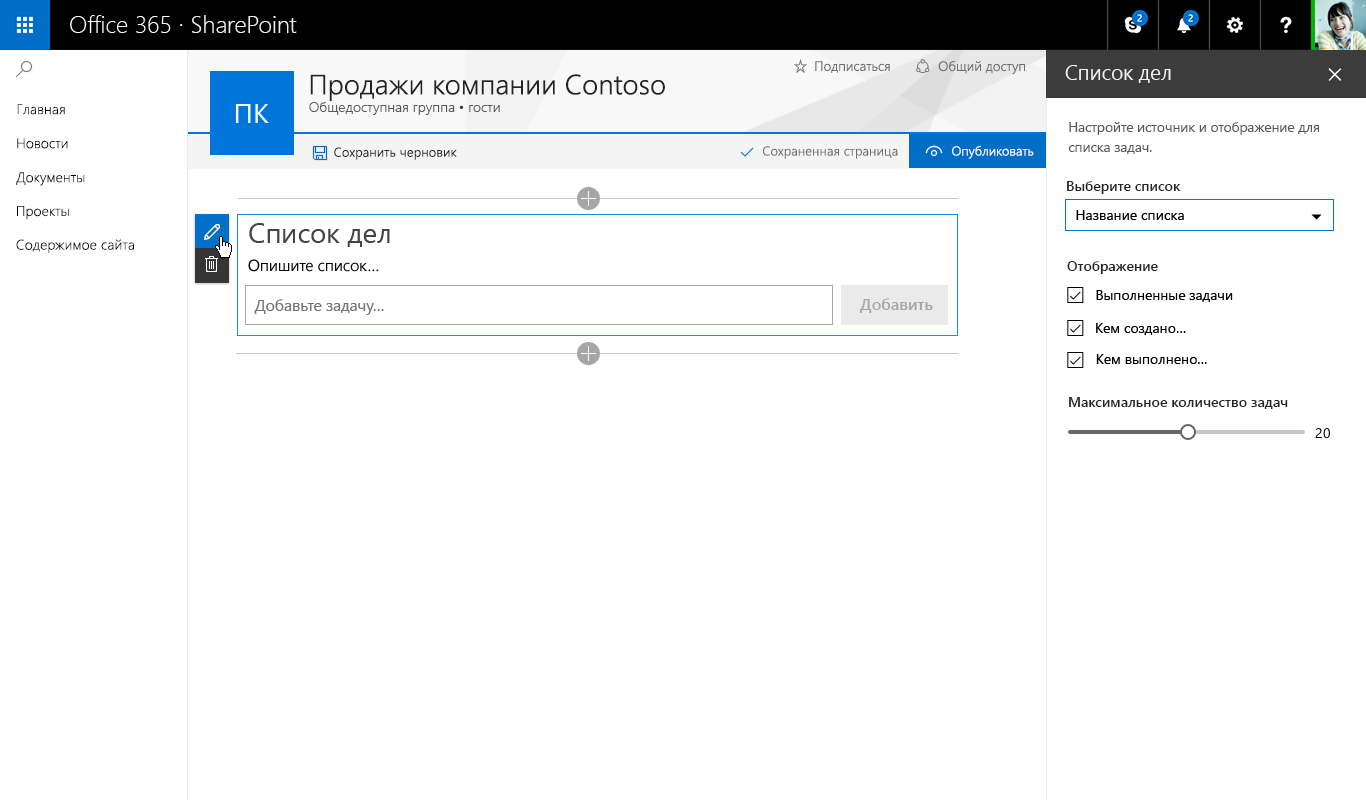 Office 365 · SharePoint
2
2
?
Главная
Новости
Документы
Проекты
Содержимое сайта
ПК
Продажи компании Contoso
Общедоступная группа • гости
Подписаться
Общий доступ
Сохранить черновик
Сохраненная страница
Опубликовать
Список дел
Опишите список...
Добавьте задачу...
Добавить
Список дел
Настройте источник и отображение для
списка задач.
Выберите список
Название списка
Отображение
Выполненные задачи
Кем создано...
Кем выполнено...
Максимальное количество задач
20